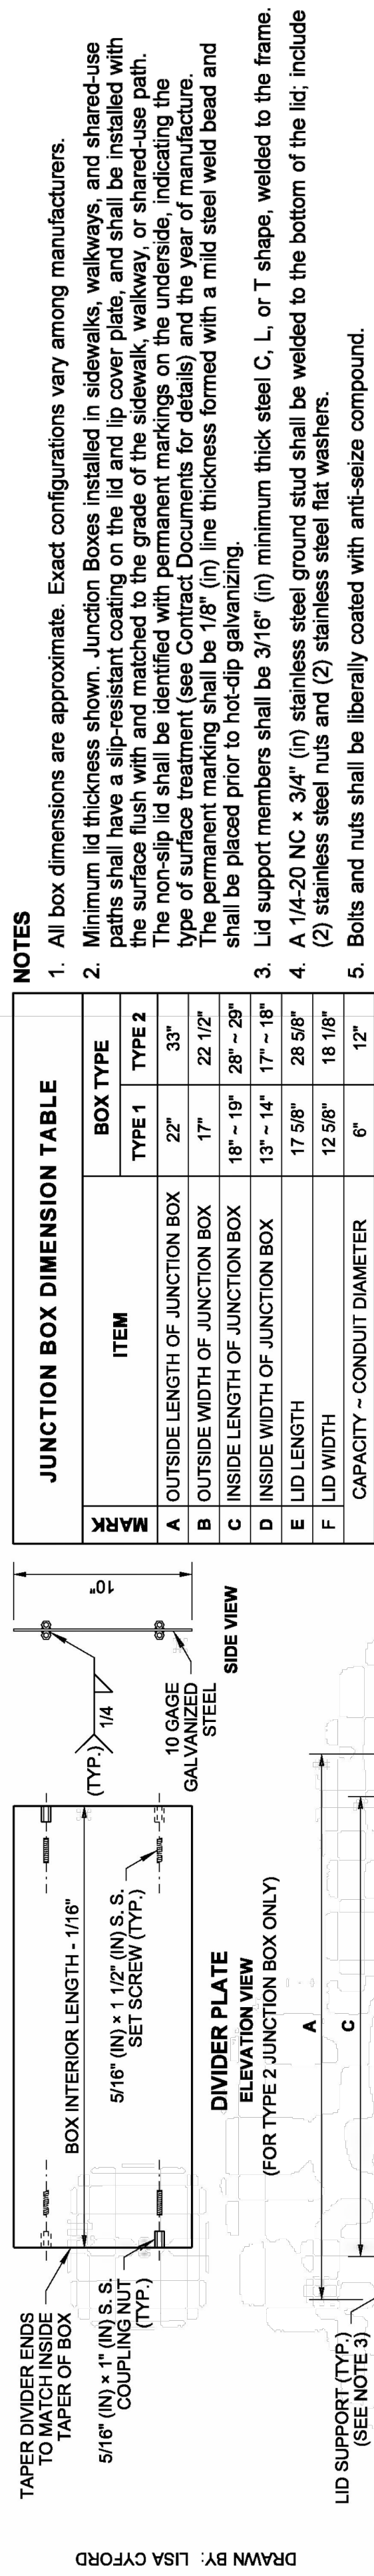 TAPER DIVIDER ENDS
TO MATCH INSIDE
TAPER OF BOX
BOX INTERIOR LENGTH - 1/16"
5/16" (IN) × 1" (IN) S. S.
COUPLING NUT
(TYP.)
5/16" (IN) × 1 1/2" (IN) S. S.
SET SCREW (TYP.)
(TYP.)
1/4
10"
10 GAGE
GALVANIZED
STEEL
SIDE VIEW
DIVIDER PLATE
ELEVATION VIEW
(FOR TYPE 2 JUNCTION BOX ONLY)
A
C
LID SUPPORT (TYP.)
(SEE NOTE 3)
DRAWN BY: LISA CYFORD
JUNCTION BOX DIMENSION TABLE
MARK ITEM BOX TYPE
TYPE 1 TYPE 2
A OUTSIDE LENGTH OF JUNCTION BOX 22" 33"
B OUTSIDE WIDTH OF JUNCTION BOX 17" 22 1/2"
C INSIDE LENGTH OF JUNCTION BOX 18" ~ 19" 28" ~ 29"
D INSIDE WIDTH OF JUNCTION BOX 13" ~ 14" 17" ~ 18"
E LID LENGTH 17 5/8" 28 5/8"
F LID WIDTH 12 5/8" 18 1/8"
CAPACITY ~ CONDUIT DIAMETER 6" 12"
NOTES
1. All box dimensions are approximate. Exact configurations vary among manufacturers.
2. Minimum lid thickness shown. Junction Boxes installed in sidewalks, walkways, and shared-use
paths shall have a slip-resistant coating on the lid and lip cover plate, and shall be installed with
the surface flush with and matched to the grade of the sidewalk, walkway, or shared-use path.
The non-slip lid shall be identified with permanent markings on the underside, indicating the
type of surface treatment (see Contract Documents for details) and the year of manufacture.
The permanent marking shall be 1/8" (in) line thickness formed with a mild steel weld bead and
shall be placed prior to hot-dip galvanizing.
3. Lid support members shall be 3/16" (in) minimum thick steel C, L, or T shape, welded to the frame.
4. A 1/4-20 NC × 3/4" (in) stainless steel ground stud shall be welded to the bottom of the lid; include
(2) stainless steel nuts and (2) stainless steel flat washers.
5. Bolts and nuts shall be liberally coated with anti-seize compound.